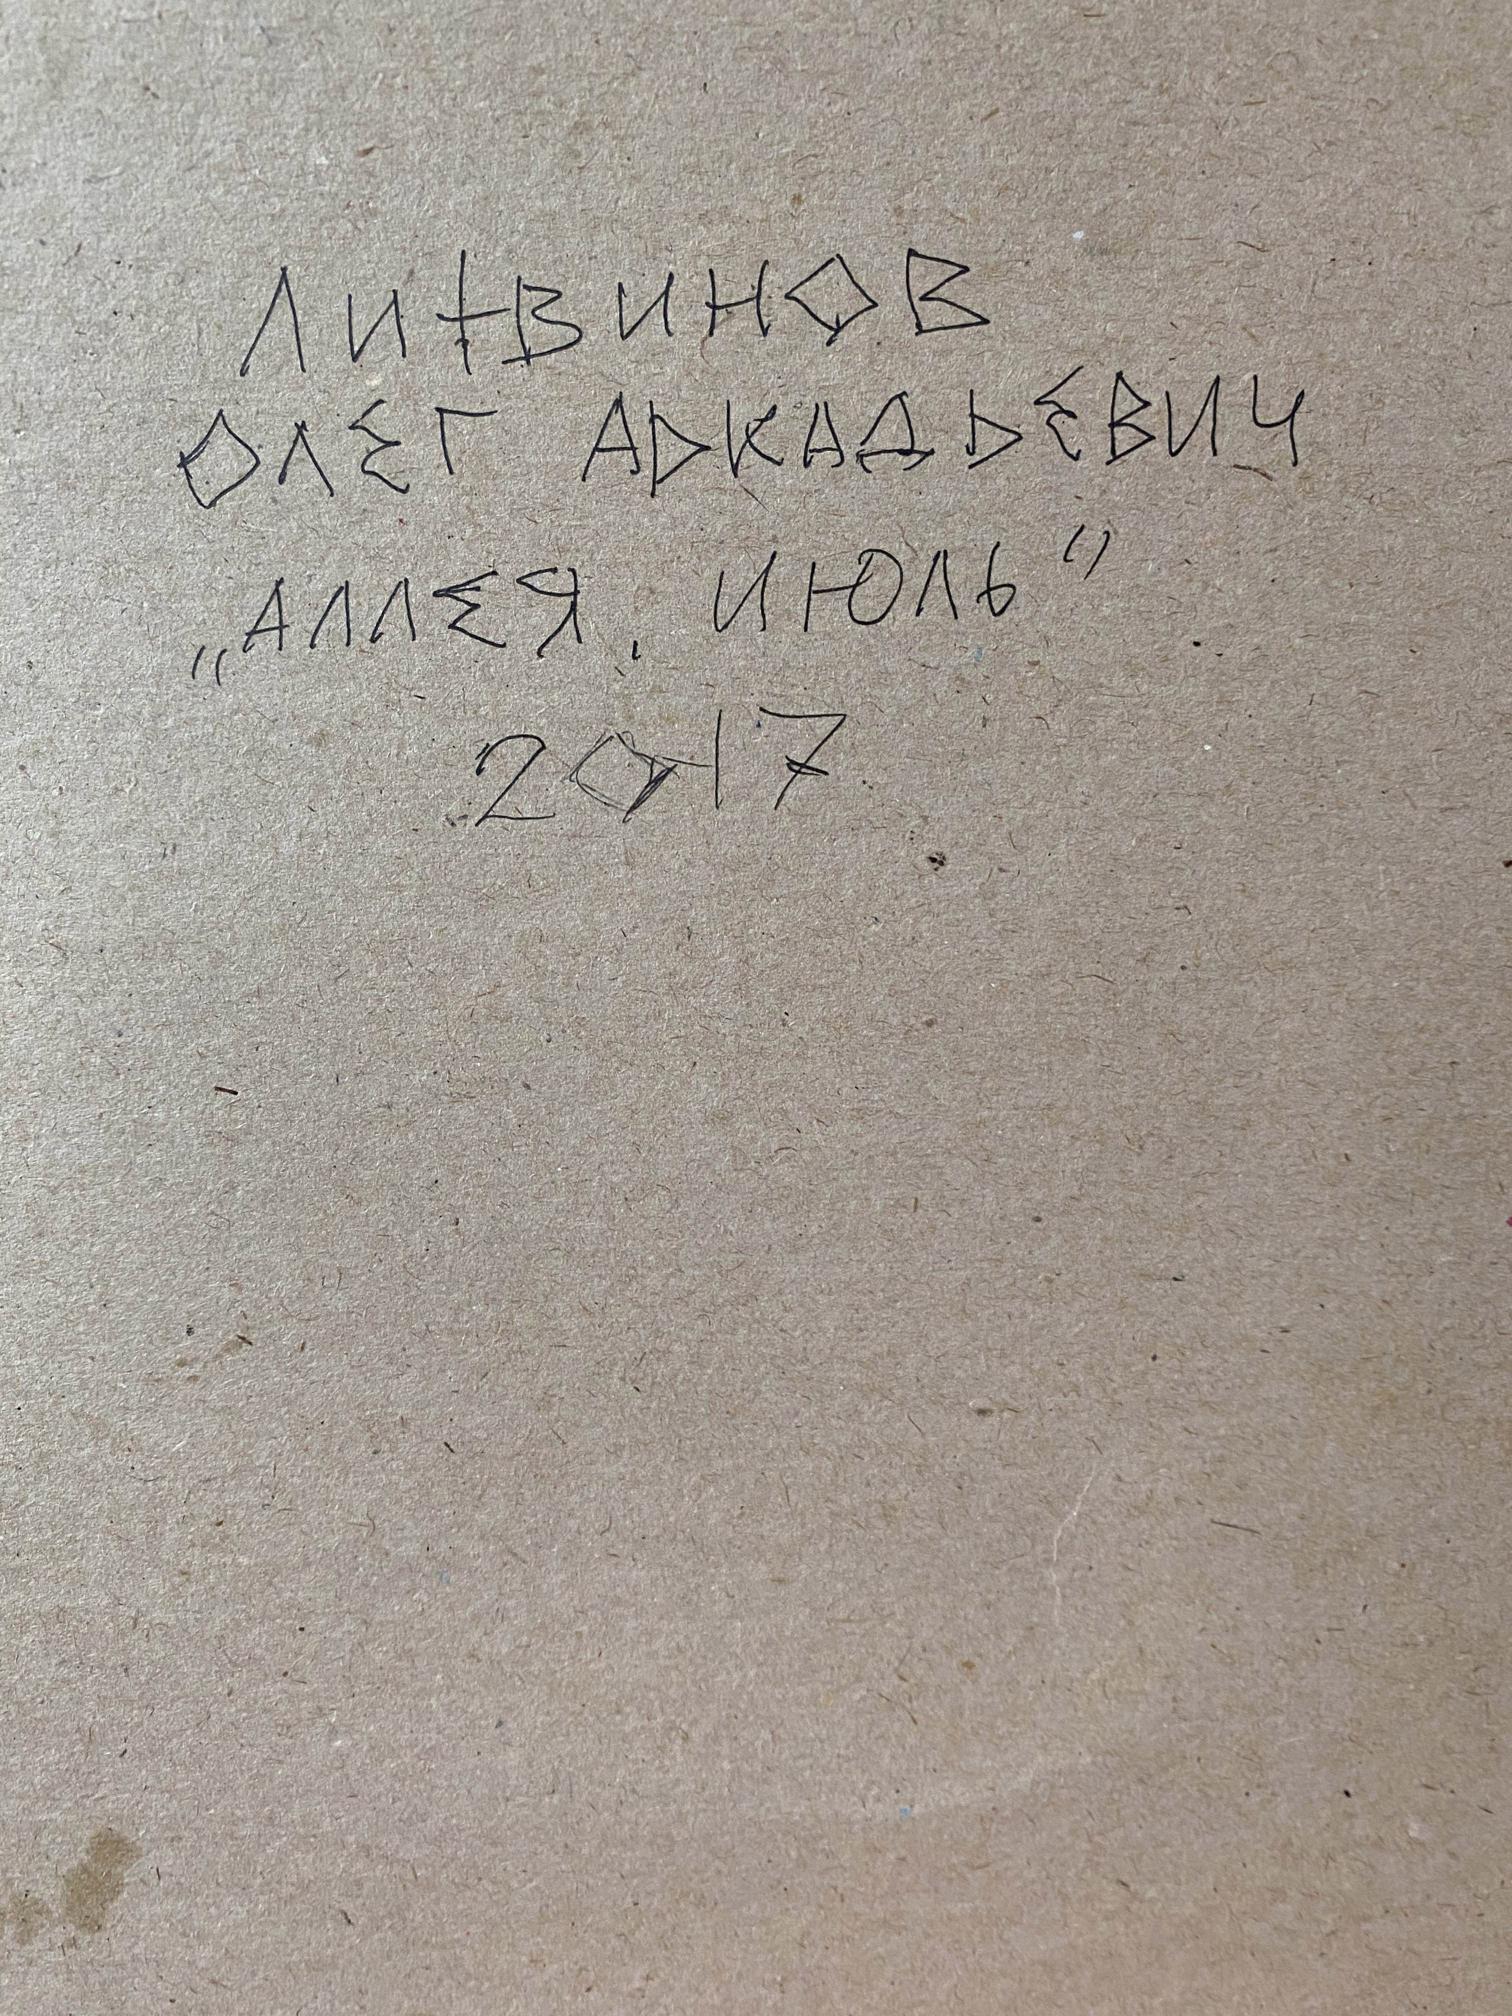 ЛИТВИНОВ
ОЛЕГ АРКАДЬЕВИЧ
„АЛЛЕЯ. ИЮЛЬ"
2017